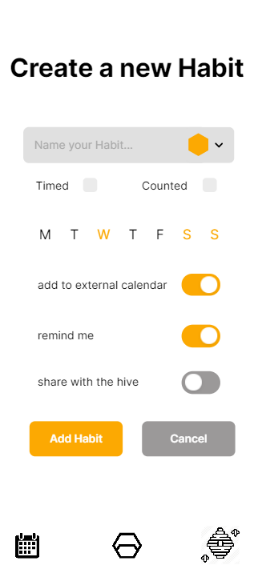 Create a new Habit
Name your Habit...
Timed Counted
M T W T F S S
add to external calendar
remind me
share with the hive
Add Habit Cancel